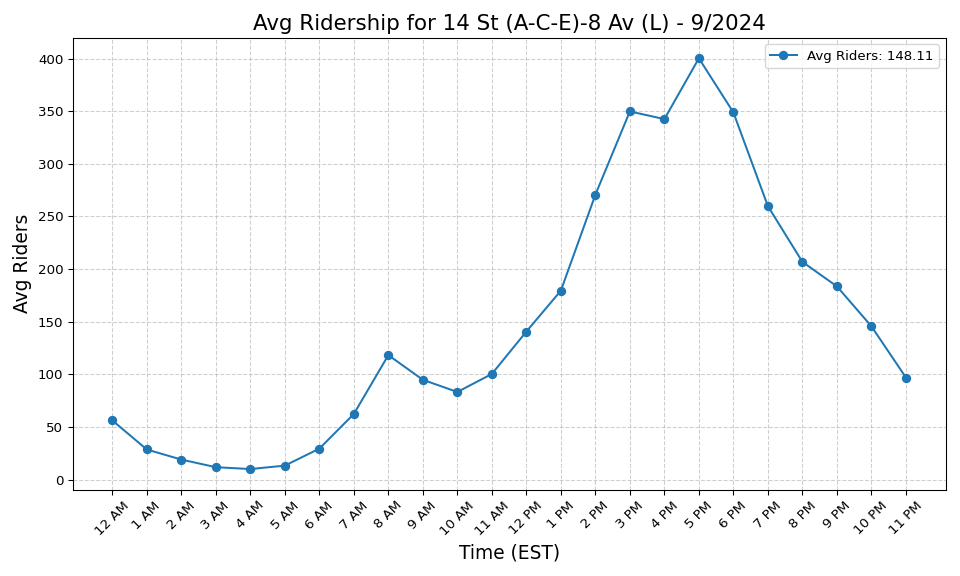 Avg Ridership for 14 St (A-C-E)-8 Av (L) - 9/2024
Avg Riders: 148.11
Avg Riders
400
350
300
250
200
150
100
50
0
12 AM
1 AM
2 AM
3 AM
4 AM
5 AM
6 AM
7 AM
8 AM
9 AM
10 AM
11 AM
12 PM
1 PM
2 PM
3 PM
4 PM
5 PM
6 PM
7 PM
8 PM
9 PM
10 PM
11 PM
Time (EST)